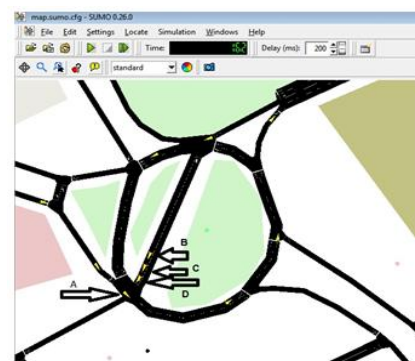 map.sumo.cfg - SUMO 0.26.0
File Edit Settings Locate Simulation Windows Help
Time: Delay (ms): 200
standard
B
C
A
D